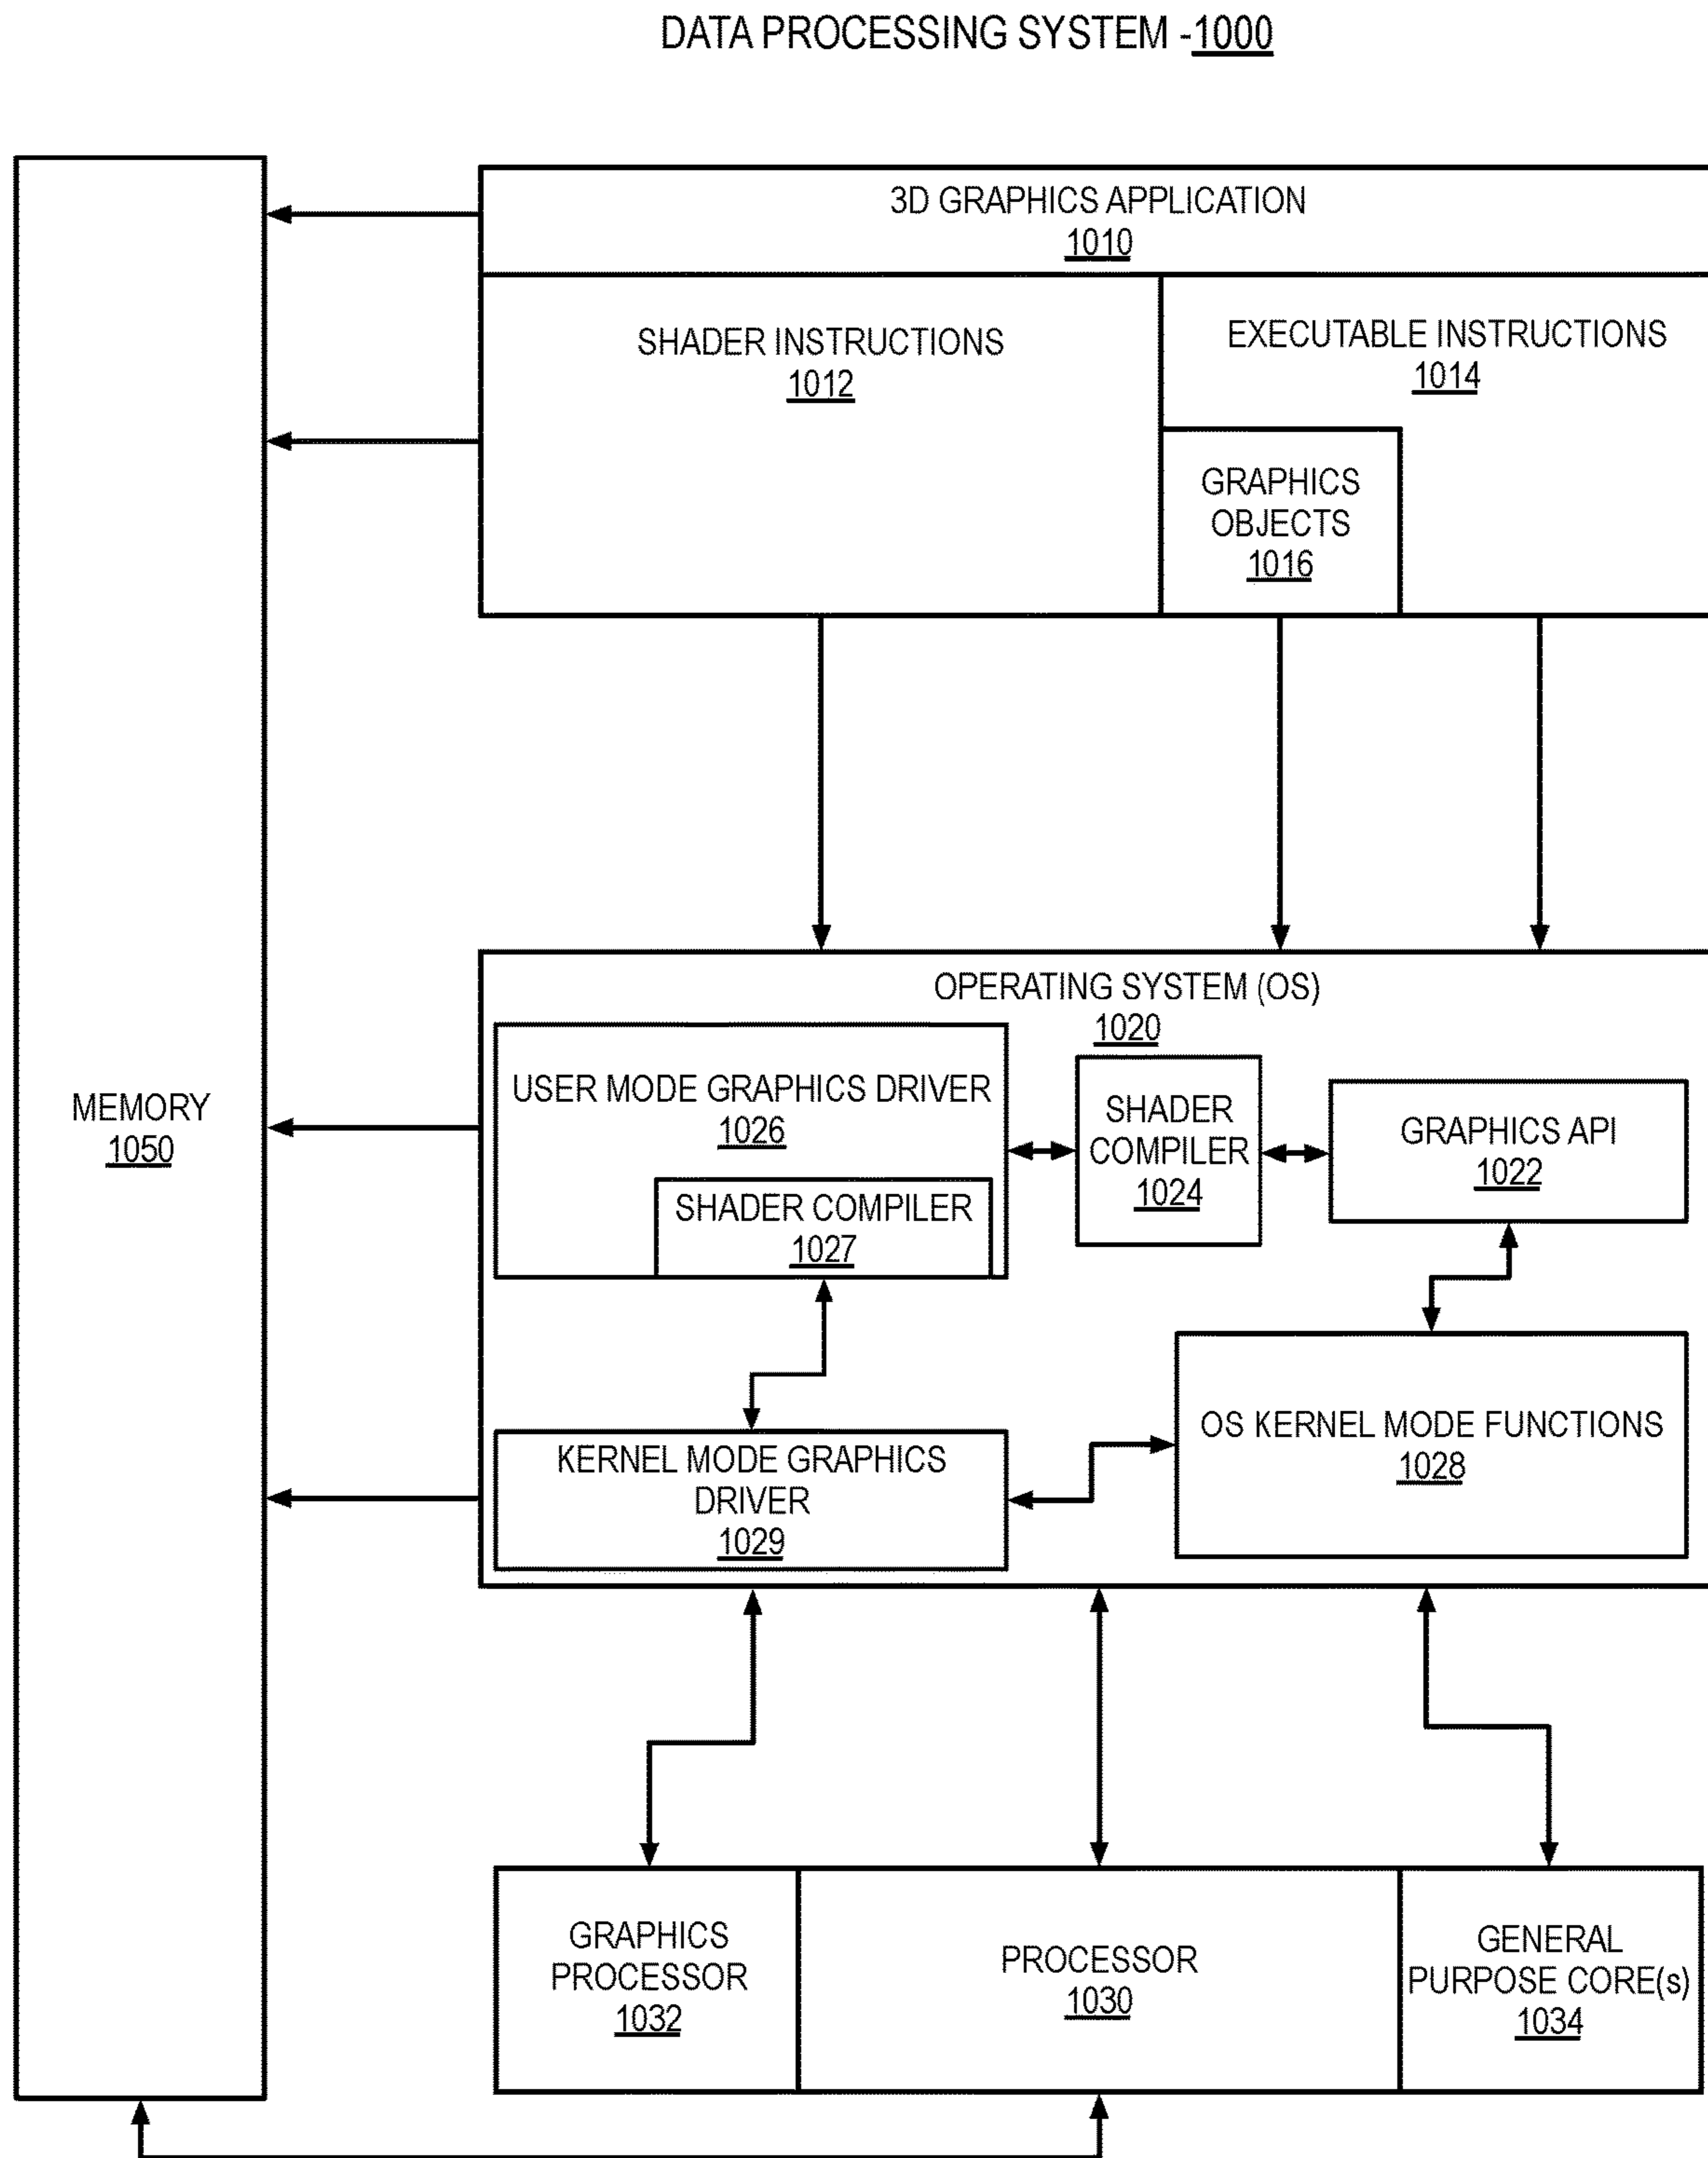 DATA PROCESSING SYSTEM -1000
3D GRAPHICS APPLICATION
1010
SHADER INSTRUCTIONS
1012
EXECUTABLE INSTRUCTIONS
1014
GRAPHICS
OBJECTS
1016
OPERATING SYSTEM (OS)
1020
USER MODE GRAPHICS DRIVER
1026
SHADER COMPILER
1027
SHADER
COMPILER
1024
GRAPHICS API
1022
MEMORY
1050
KERNEL MODE GRAPHICS
DRIVER
1029
OS KERNEL MODE FUNCTIONS
1028
GRAPHICS
PROCESSOR
1032
PROCESSOR
1030
GENERAL
PURPOSE CORE(s)
1034